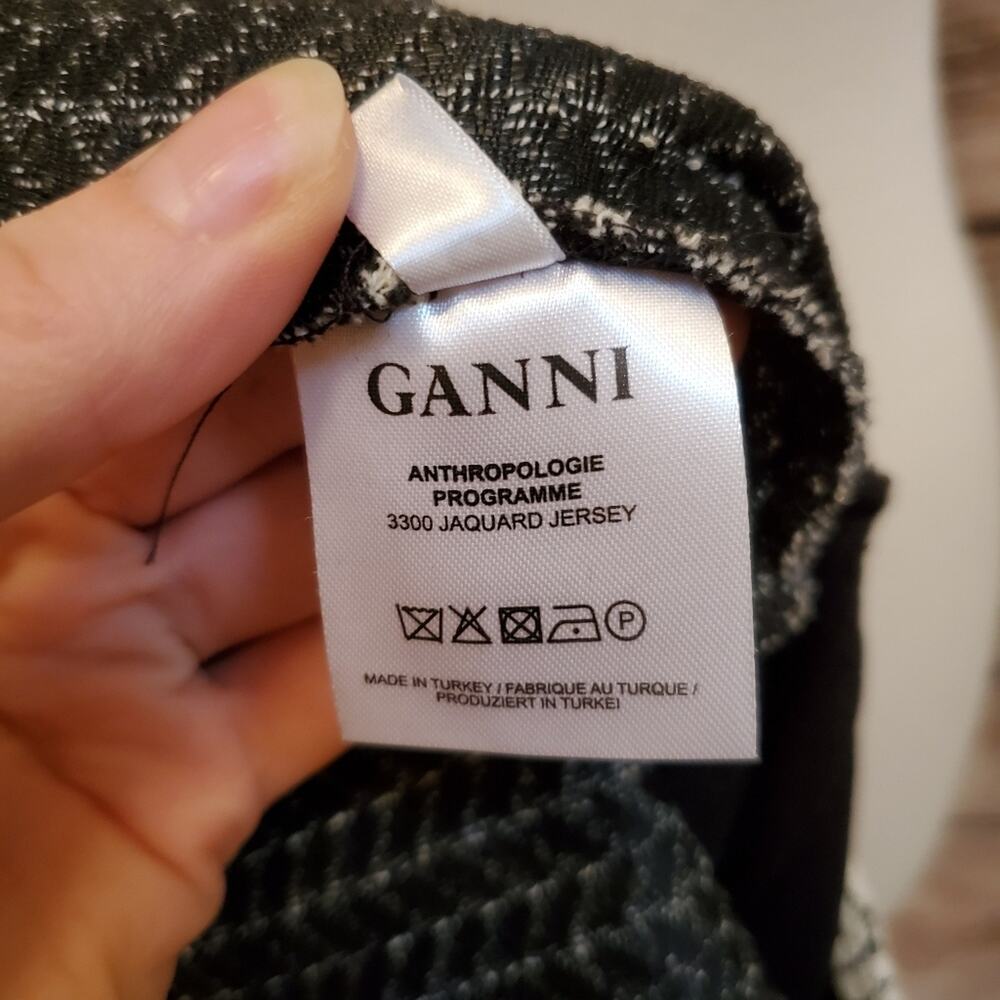 GANNI
ANTHROPOLOGIE
PROGRAMME
3300 JAQUARD JERSEY
P
MADE IN TURKEY / FABRIQUE AU TURQUE /
PRODUZIERT IN TURKEI